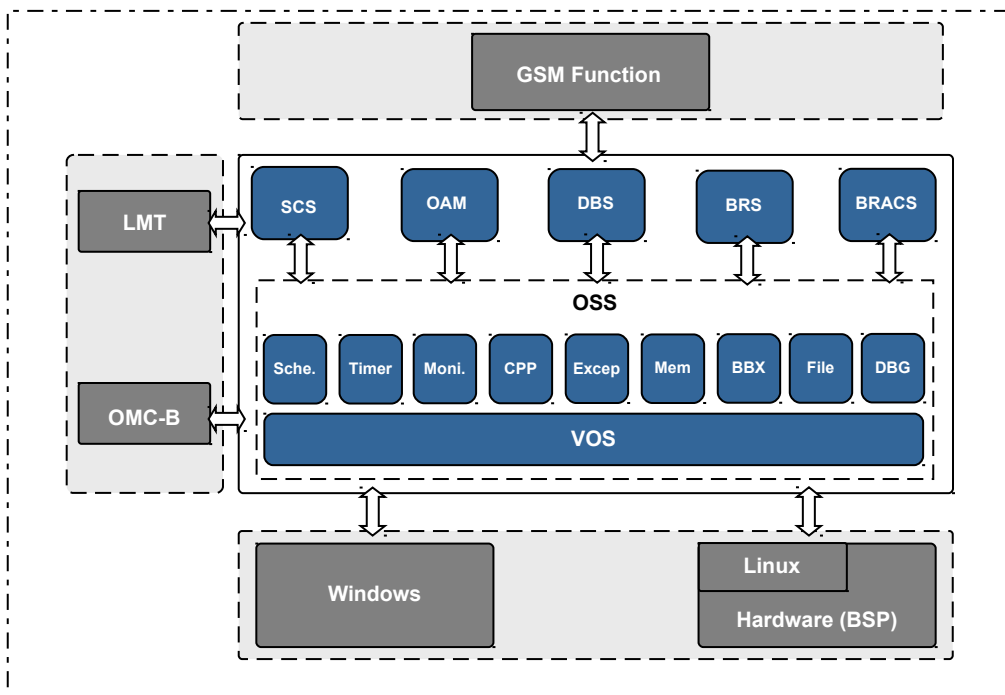 GSM Function
LMT
SCS
OAM
DBS
BRS
BRACS
OSS
Sche.
Timer
Moni.
CPP
Excep
Mem
BBX
File
DBG
OMC-B
VOS
Windows
Linux
Hardware (BSP)